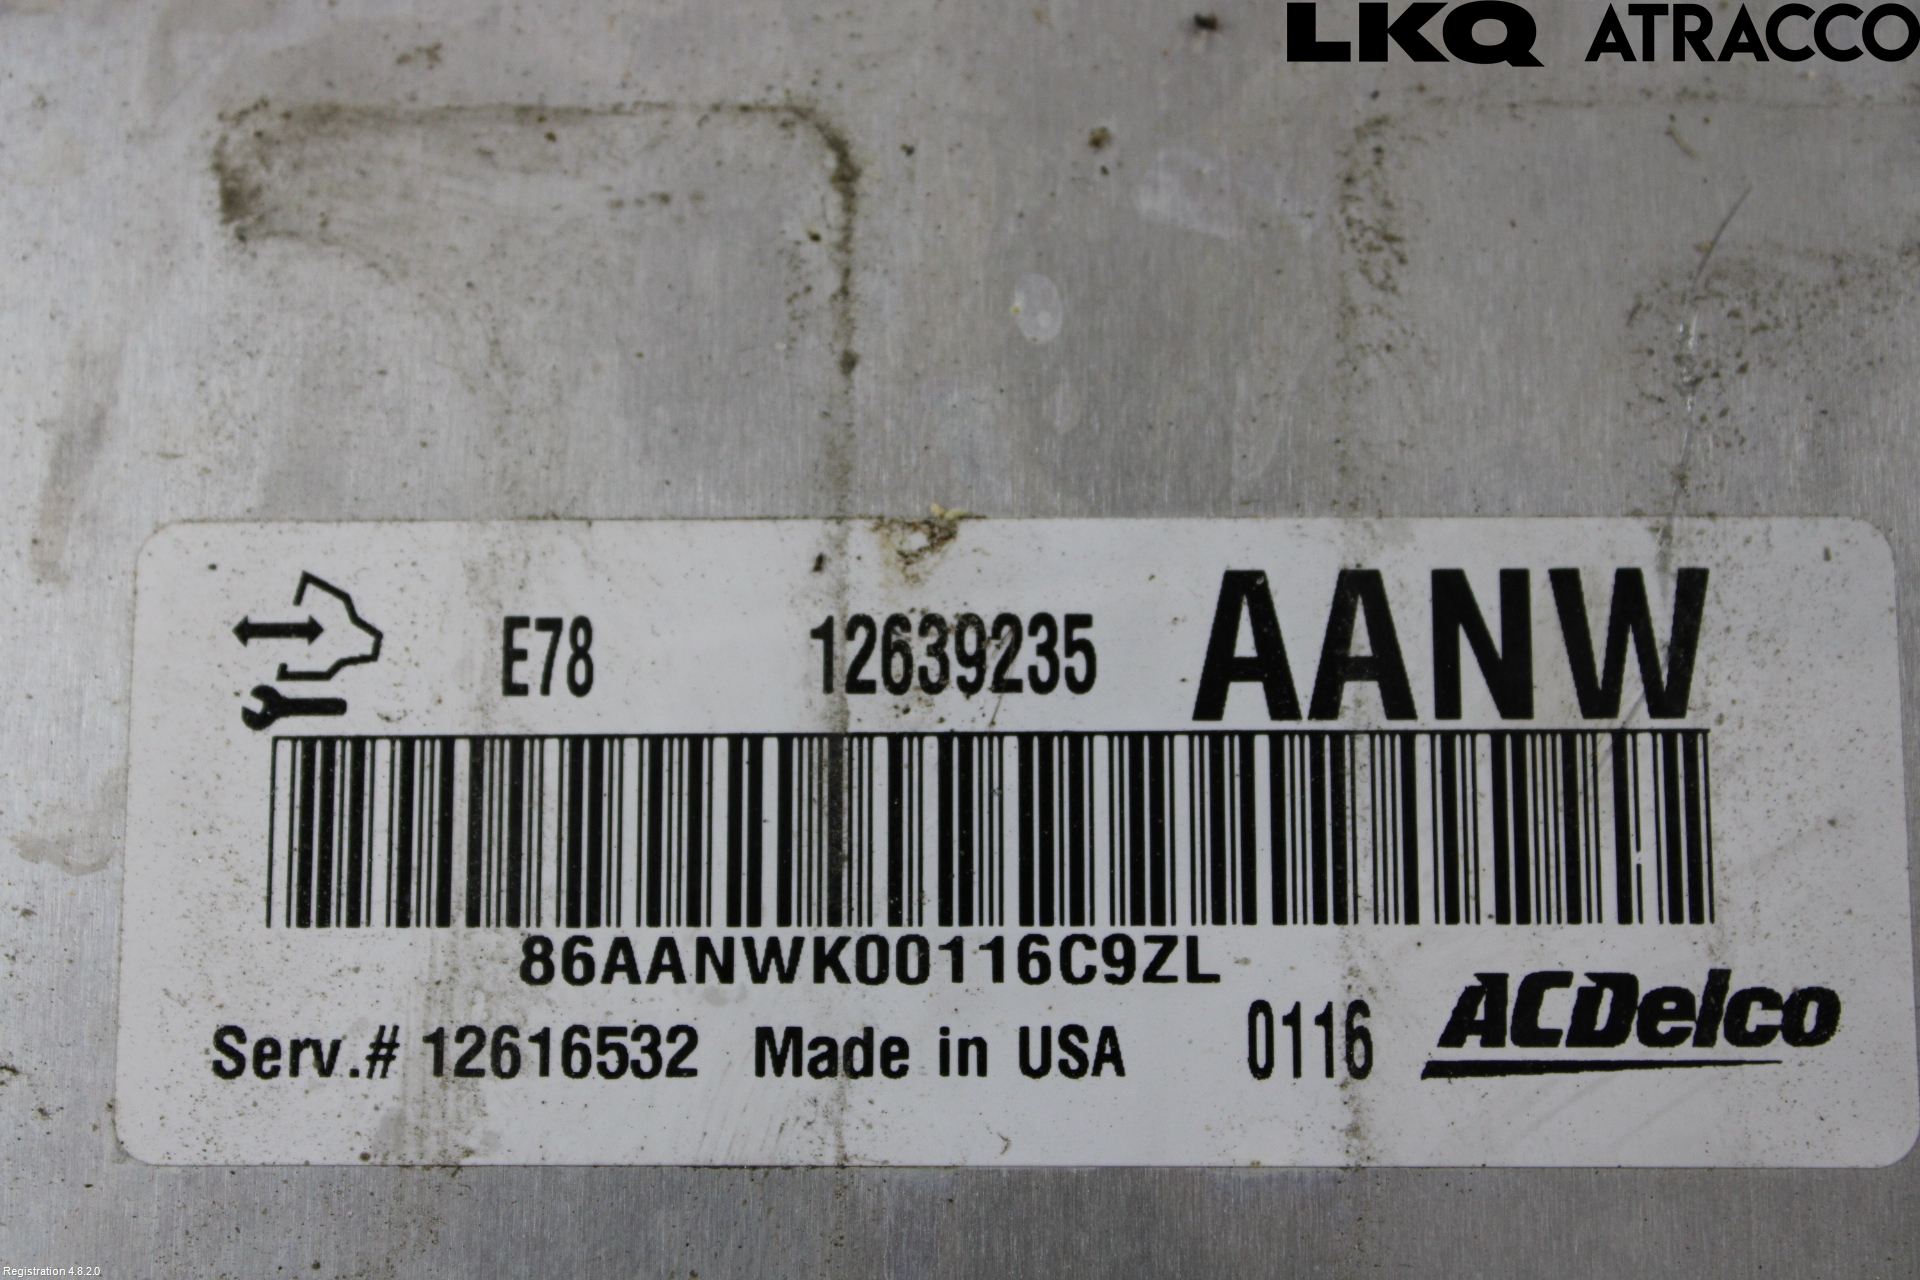 LKQ ATRACCO
E78 12639235 AANW
86AANWK00116C9ZL
Serv.# 12616532 Made in USA 0116 ACDelco
Registration 4.8.2.0